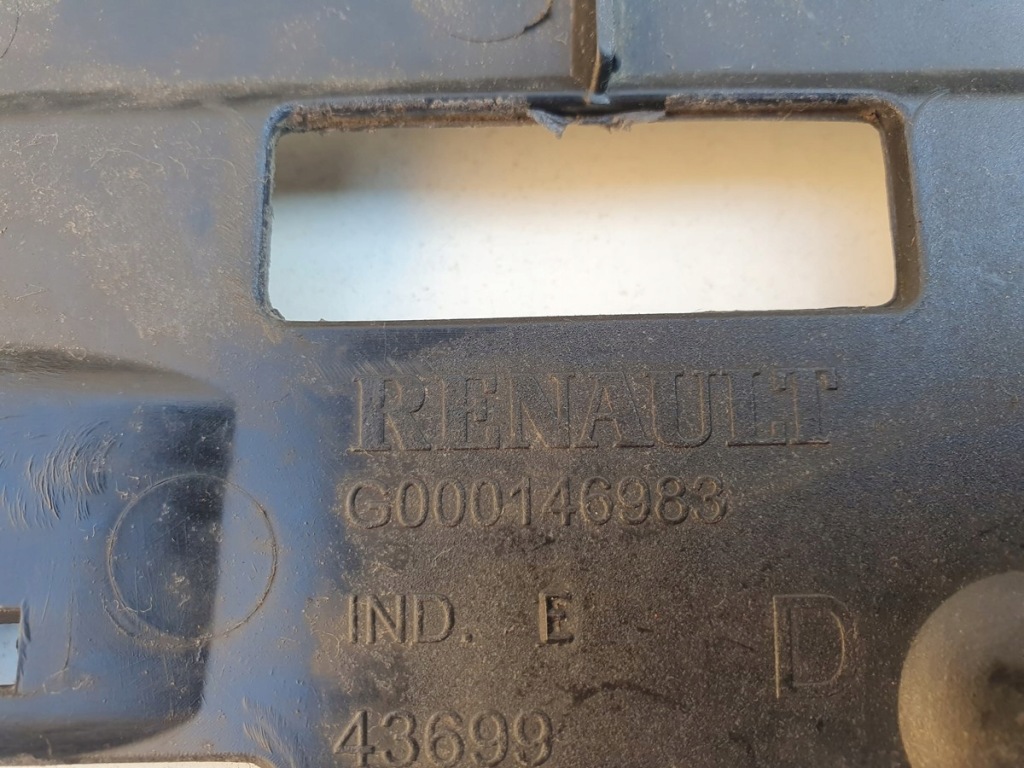 RENAULT
G000146983
IND. E
D
43699